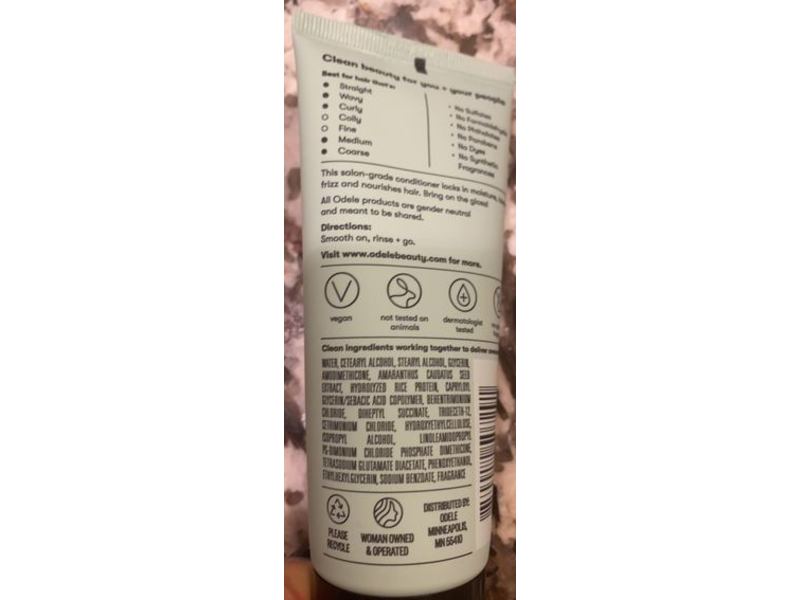 Clean beauty for you + your people
Best for hair that's:
● Straight
● Wavy
● Curly
○ Coily
○ Fine
● Medium
● Coarse
• No Sulfates
• No Formaldehyde
• No Phthalates
• No Parabens
• No Dyes
• No Synthetic
Fragrances
This salon-grade conditioner locks in moisture,
frizz and nourishes hair. Bring on the gloss!
All Odele products are gender neutral
and meant to be shared.
Directions:
Smooth on, rinse + go.
Visit www.odelebeauty.com for more.
vegan
not tested on
animals
dermatologist
tested
Clean ingredients working together to deliver
WATER, CETEARYL ALCOHOL, STEARYL ALCOHOL, GLYCERIN,
AMODIMETHICONE, AMARANTHUS CAUDATUS SEED
EXTRACT, HYDROLYZED RICE PROTEIN, CAPRYLOYL
GLYCERIN/SEBACIC ACID COPOLYMER, BEHENTRIMONIUM
CHLORIDE, DIHEPTYL SUCCINATE, TRIDECETH-12,
CETRIMONIUM CHLORIDE, HYDROXYETHYLCELLULOSE,
ISOPROPYL ALCOHOL, LINOLEAMIDOPROPYL
PG-DIMONIUM CHLORIDE PHOSPHATE DIMETHICONE,
TETRASODIUM GLUTAMATE DIACETATE, PHENOXYETHANOL,
ETHYLHEXYLGLYCERIN, SODIUM BENZOATE, FRAGRANCE
PLEASE
RECYCLE
WOMAN OWNED
& OPERATED
DISTRIBUTED BY:
ODELE
MINNEAPOLIS,
MN 55410